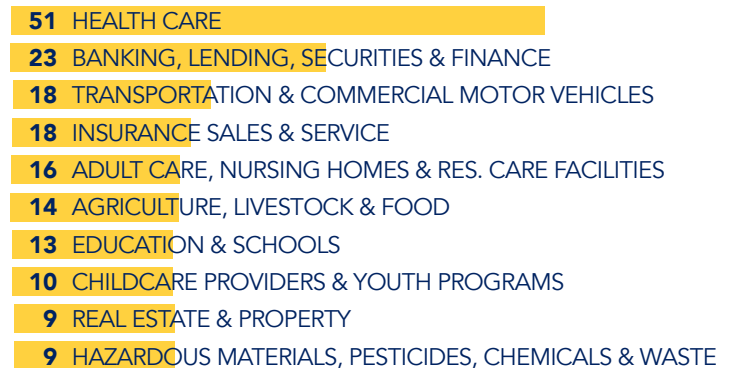 51 HEALTH CARE
23 BANKING, LENDING, SECURITIES & FINANCE
18 TRANSPORTATION & COMMERCIAL MOTOR VEHICLES
18 INSURANCE SALES & SERVICE
16 ADULT CARE, NURSING HOMES & RES. CARE FACILITIES
14 AGRICULTURE, LIVESTOCK & FOOD
13 EDUCATION & SCHOOLS
10 CHILDCARE PROVIDERS & YOUTH PROGRAMS
9 REAL ESTATE & PROPERTY
9 HAZARDOUS MATERIALS, PESTICIDES, CHEMICALS & WASTE